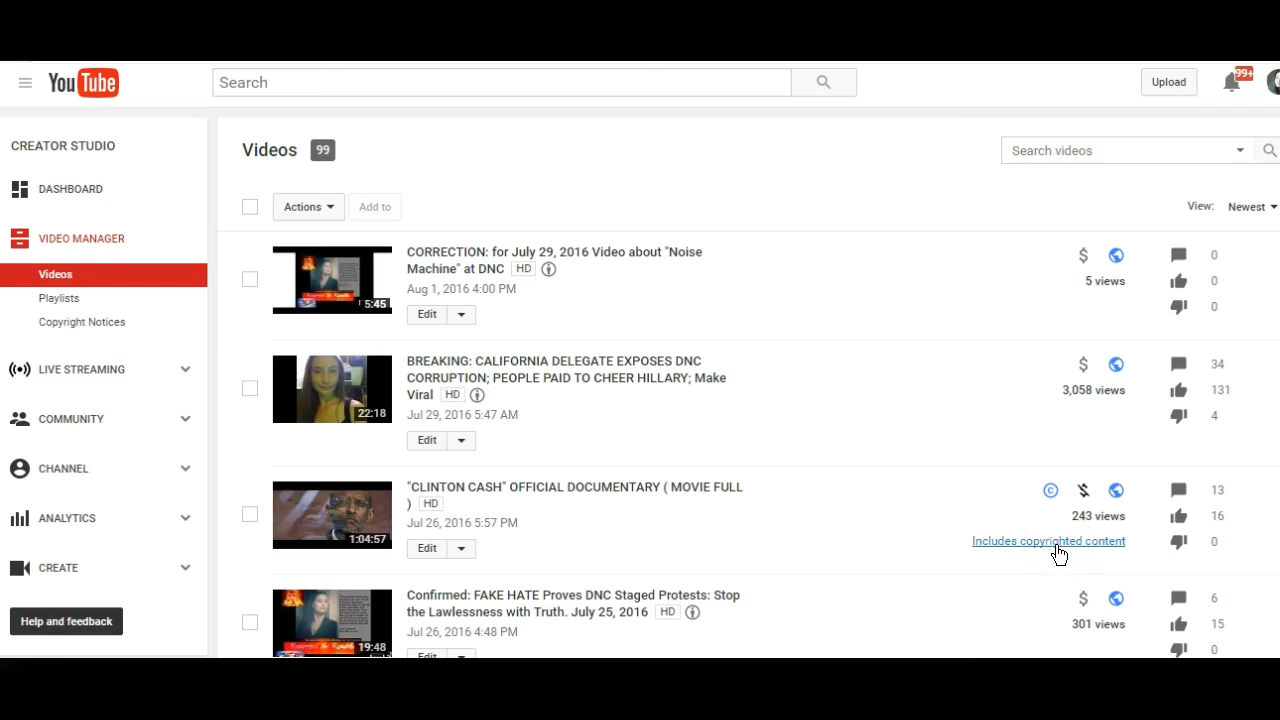 YouTube
Search
Upload
99+
CREATOR STUDIO
DASHBOARD
VIDEO MANAGER
Videos
Playlists
Copyright Notices
LIVE STREAMING
COMMUNITY
CHANNEL
ANALYTICS
CREATE
Help and feedback
Videos 99
Search videos
Actions
Add to
View: Newest
5:45
CORRECTION: for July 29, 2016 Video about "Noise
Machine" at DNC HD
Aug 1, 2016 4:00 PM
Edit
$
5 views
0
0
0
22:18
BREAKING: CALIFORNIA DELEGATE EXPOSES DNC
CORRUPTION; PEOPLE PAID TO CHEER HILLARY; Make
Viral HD
Jul 29, 2016 5:47 AM
Edit
$
3,058 views
34
131
4
1:04:57
"CLINTON CASH" OFFICIAL DOCUMENTARY ( MOVIE FULL
) HD
Jul 26, 2016 5:57 PM
Edit
© $
243 views
Includes copyrighted content
13
16
0
19:48
Confirmed: FAKE HATE Proves DNC Staged Protests: Stop
the Lawlessness with Truth. July 25, 2016 HD
Jul 26, 2016 4:48 PM
Edit
$
301 views
6
15
0